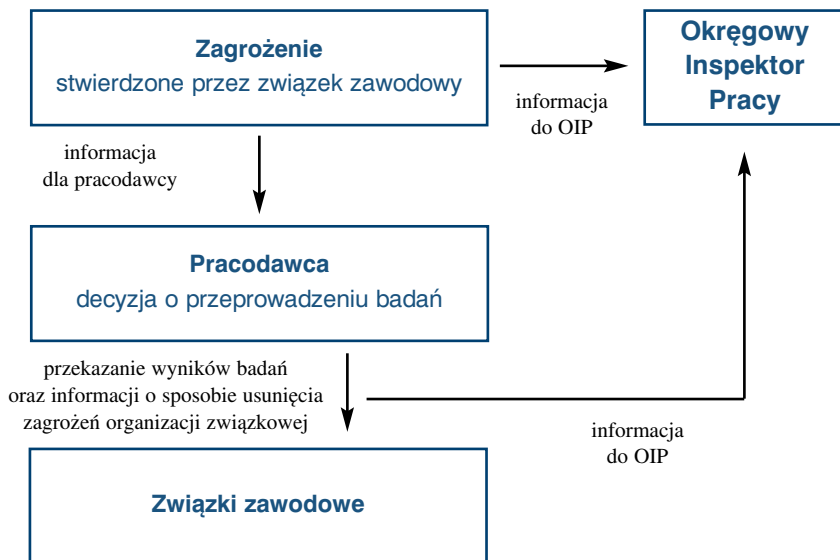 Zagrożenie
stwierdzone przez związek zawodowy
informacja
do OIP
Okręgowy
Inspektor
Pracy
informacja
dla pracodawcy
Pracodawca
decyzja o przeprowadzeniu badań
przekazanie wyników badań
oraz informacji o sposobie usunięcia
zagrożeń organizacji związkowej
informacja
do OIP
Związki zawodowe